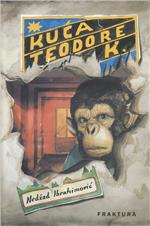 KUĆA
TEODORE
K.
Nedžad Ibrahimović
FRAKTURA